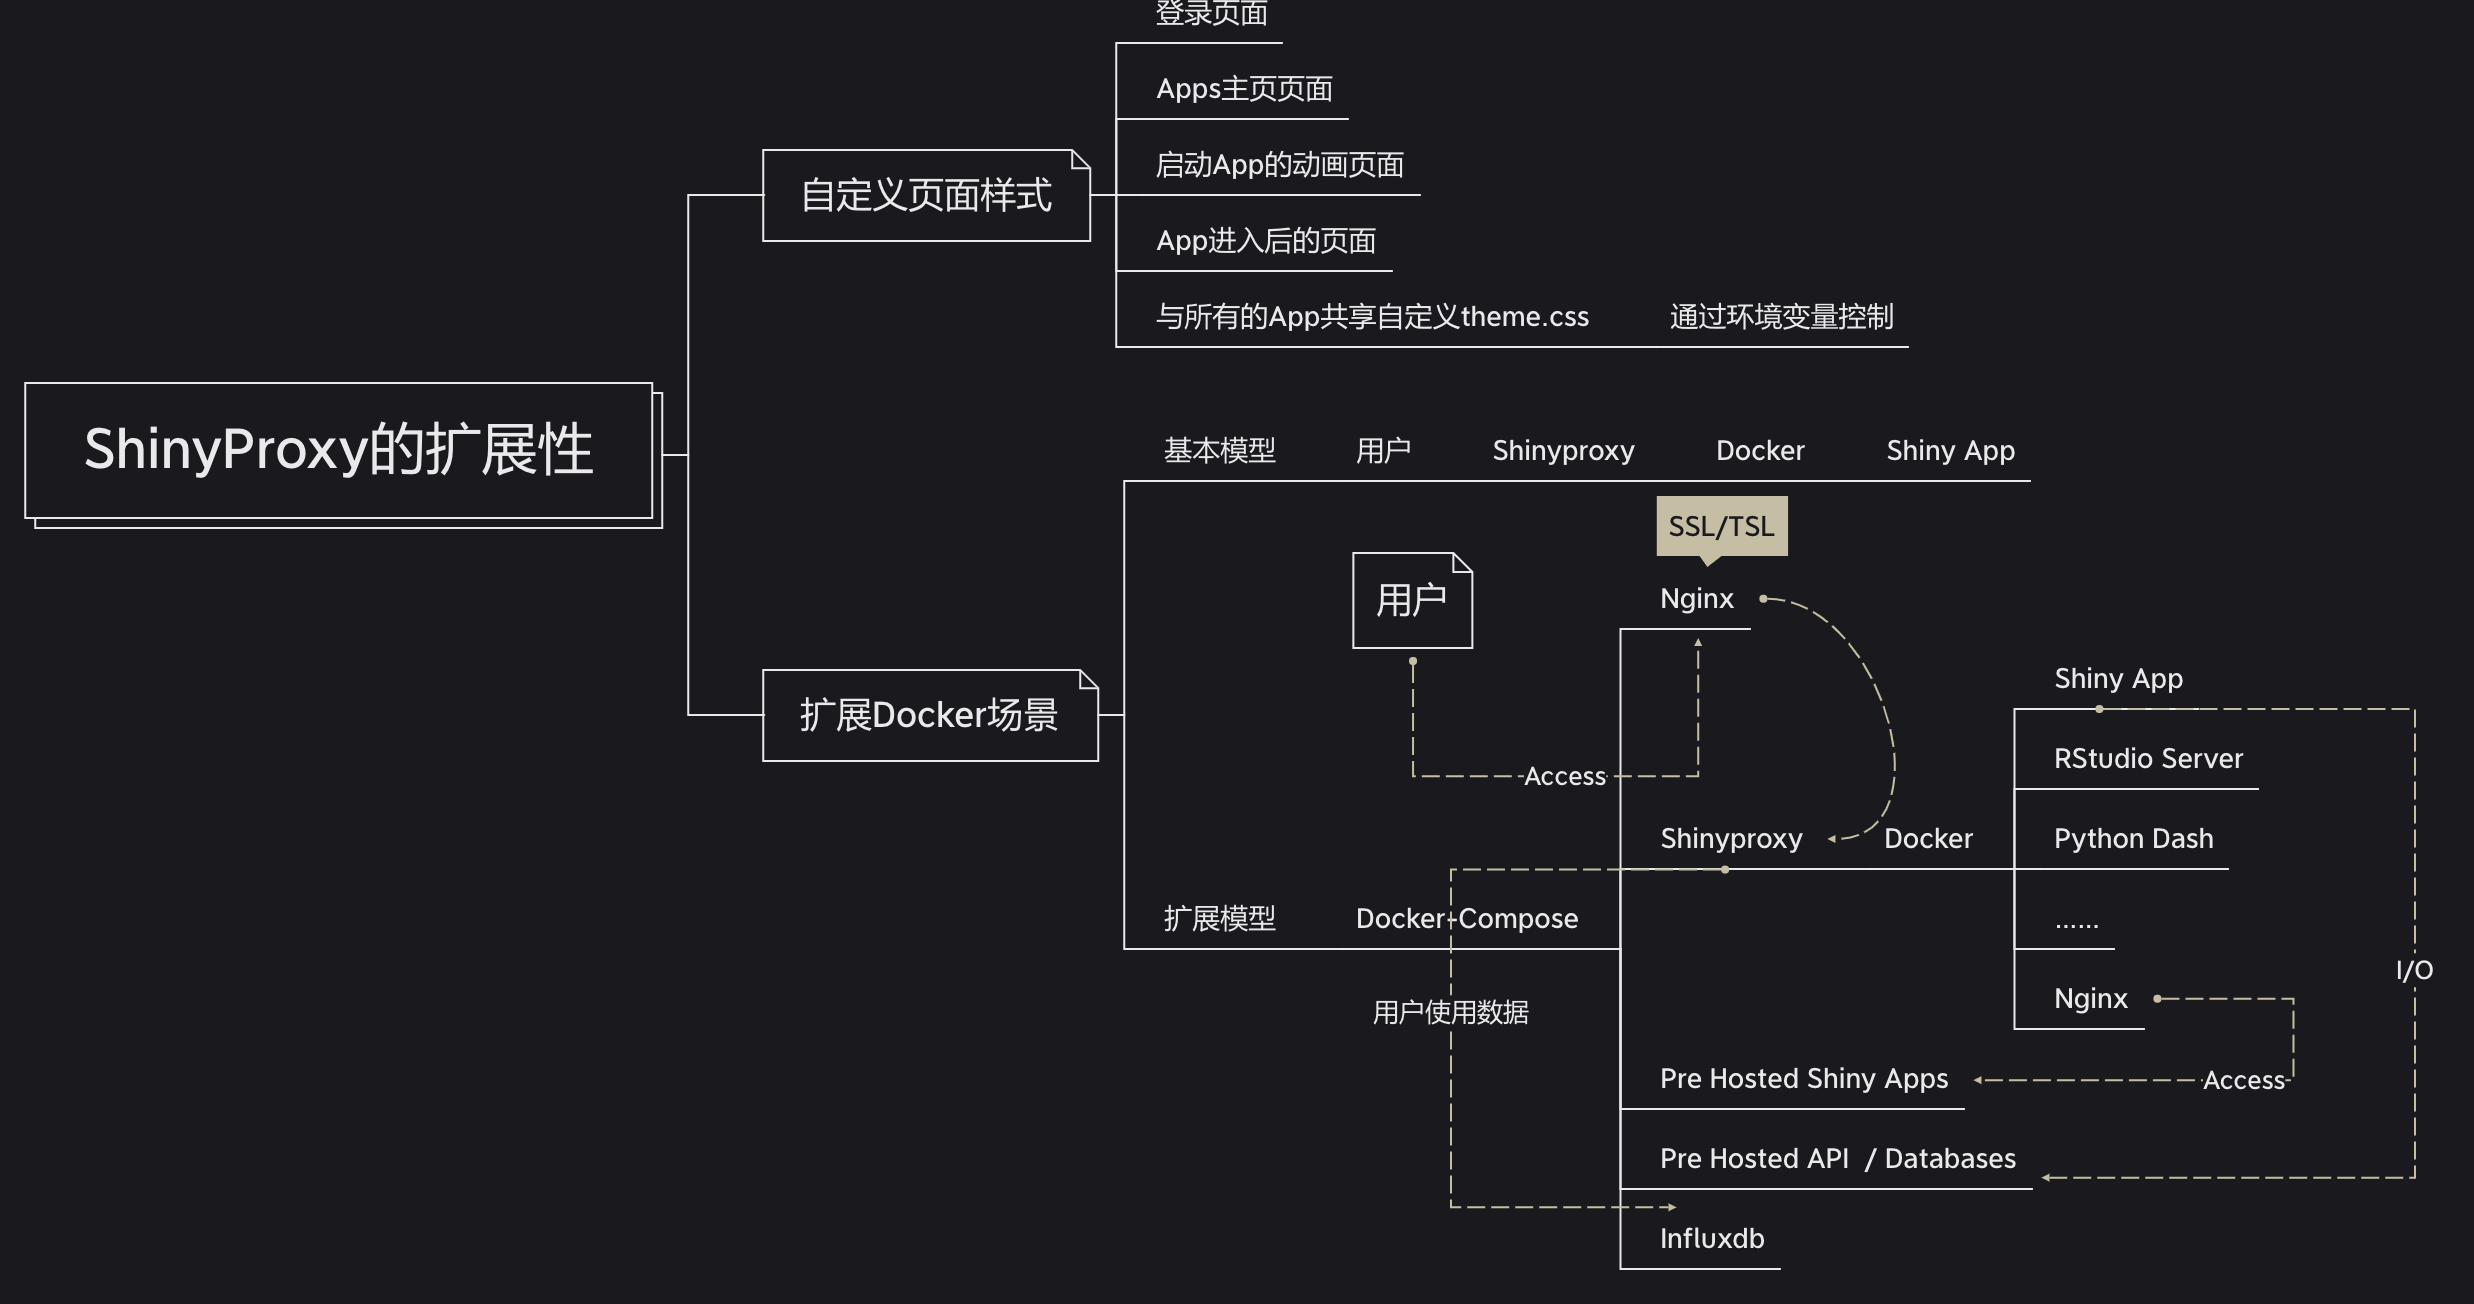 登录页面
Apps主页页面
启动App的动画页面
自定义页面样式
App进入后的页面
与所有的App共享自定义theme.css 通过环境变量控制
ShinyProxy的扩展性
基本模型 用户 Shinyproxy Docker Shiny App
SSL/TSL
用户
Nginx
Shiny App
扩展Docker场景
RStudio Server
Access
Shinyproxy Docker Python Dash
扩展模型 Docker-Compose
......
I/O
Nginx
用户使用数据
Pre Hosted Shiny Apps
Access
Pre Hosted API / Databases
Influxdb